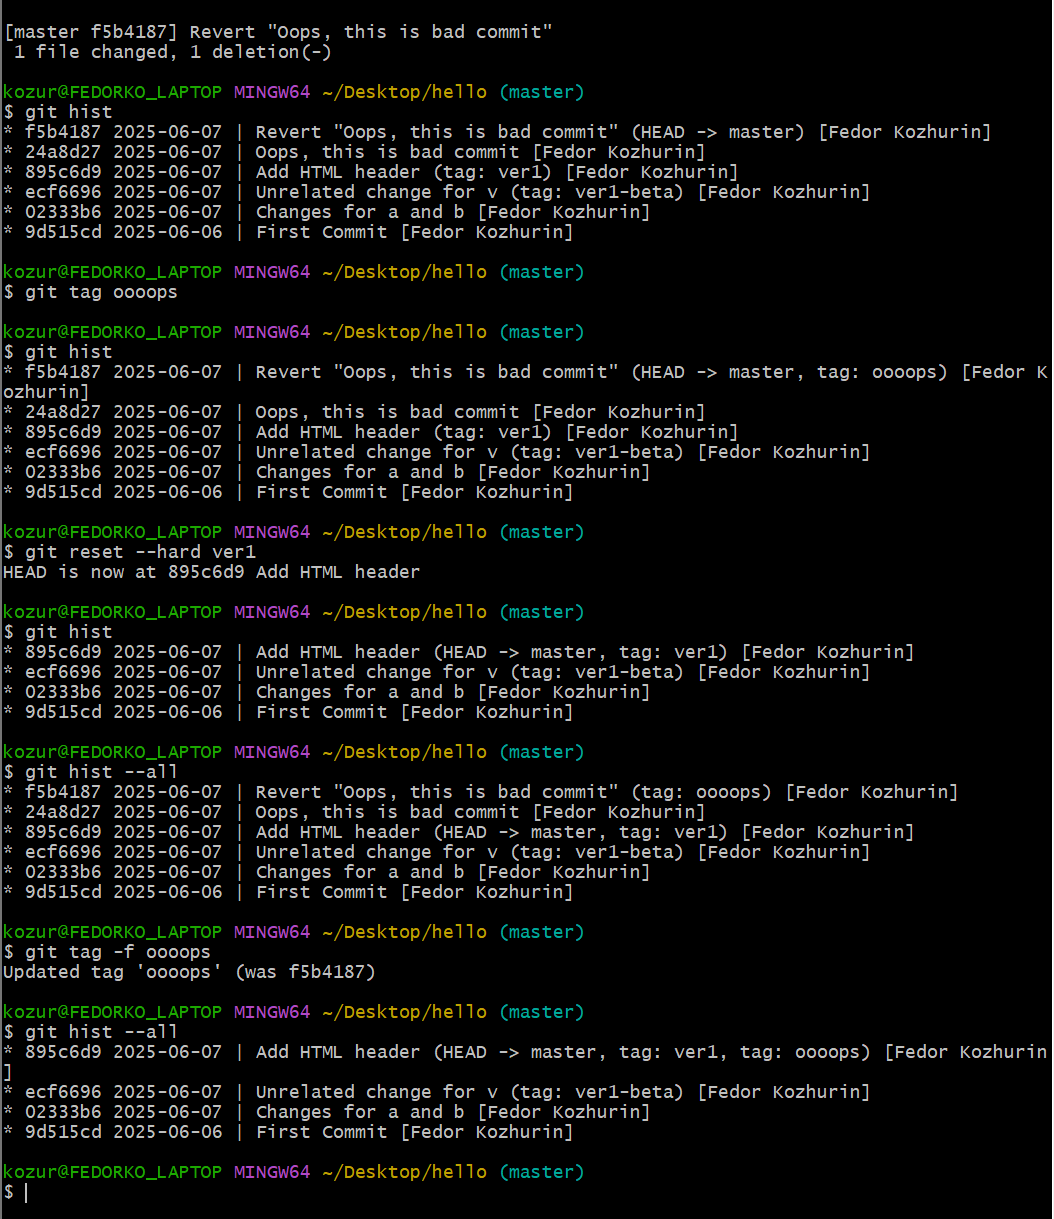 [master f5b4187] Revert "Oops, this is bad commit"
 1 file changed, 1 deletion(-)
kozur@FEDORKO_LAPTOP MINGW64 ~/Desktop/hello (master)
$ git hist
* f5b4187 2025-06-07 | Revert "Oops, this is bad commit" (HEAD -> master) [Fedor Kozhurin]
* 24a8d27 2025-06-07 | Oops, this is bad commit [Fedor Kozhurin]
* 895c6d9 2025-06-07 | Add HTML header (tag: ver1) [Fedor Kozhurin]
* ecf6696 2025-06-07 | Unrelated change for v (tag: ver1-beta) [Fedor Kozhurin]
* 02333b6 2025-06-07 | Changes for a and b [Fedor Kozhurin]
* 9d515cd 2025-06-06 | First Commit [Fedor Kozhurin]
kozur@FEDORKO_LAPTOP MINGW64 ~/Desktop/hello (master)
$ git tag oooops
kozur@FEDORKO_LAPTOP MINGW64 ~/Desktop/hello (master)
$ git hist
* f5b4187 2025-06-07 | Revert "Oops, this is bad commit" (HEAD -> master, tag: oooops) [Fedor K
ozhurin]
* 24a8d27 2025-06-07 | Oops, this is bad commit [Fedor Kozhurin]
* 895c6d9 2025-06-07 | Add HTML header (tag: ver1) [Fedor Kozhurin]
* ecf6696 2025-06-07 | Unrelated change for v (tag: ver1-beta) [Fedor Kozhurin]
* 02333b6 2025-06-07 | Changes for a and b [Fedor Kozhurin]
* 9d515cd 2025-06-06 | First Commit [Fedor Kozhurin]
kozur@FEDORKO_LAPTOP MINGW64 ~/Desktop/hello (master)
$ git reset --hard ver1
HEAD is now at 895c6d9 Add HTML header
kozur@FEDORKO_LAPTOP MINGW64 ~/Desktop/hello (master)
$ git hist
* 895c6d9 2025-06-07 | Add HTML header (HEAD -> master, tag: ver1) [Fedor Kozhurin]
* ecf6696 2025-06-07 | Unrelated change for v (tag: ver1-beta) [Fedor Kozhurin]
* 02333b6 2025-06-07 | Changes for a and b [Fedor Kozhurin]
* 9d515cd 2025-06-06 | First Commit [Fedor Kozhurin]
kozur@FEDORKO_LAPTOP MINGW64 ~/Desktop/hello (master)
$ git hist --all
* f5b4187 2025-06-07 | Revert "Oops, this is bad commit" (tag: oooops) [Fedor Kozhurin]
* 24a8d27 2025-06-07 | Oops, this is bad commit [Fedor Kozhurin]
* 895c6d9 2025-06-07 | Add HTML header (HEAD -> master, tag: ver1) [Fedor Kozhurin]
* ecf6696 2025-06-07 | Unrelated change for v (tag: ver1-beta) [Fedor Kozhurin]
* 02333b6 2025-06-07 | Changes for a and b [Fedor Kozhurin]
* 9d515cd 2025-06-06 | First Commit [Fedor Kozhurin]
kozur@FEDORKO_LAPTOP MINGW64 ~/Desktop/hello (master)
$ git tag -f oooops
Updated tag 'oooops' (was f5b4187)
kozur@FEDORKO_LAPTOP MINGW64 ~/Desktop/hello (master)
$ git hist --all
* 895c6d9 2025-06-07 | Add HTML header (HEAD -> master, tag: ver1, tag: oooops) [Fedor Kozhurin
]
* ecf6696 2025-06-07 | Unrelated change for v (tag: ver1-beta) [Fedor Kozhurin]
* 02333b6 2025-06-07 | Changes for a and b [Fedor Kozhurin]
* 9d515cd 2025-06-06 | First Commit [Fedor Kozhurin]
kozur@FEDORKO_LAPTOP MINGW64 ~/Desktop/hello (master)
$